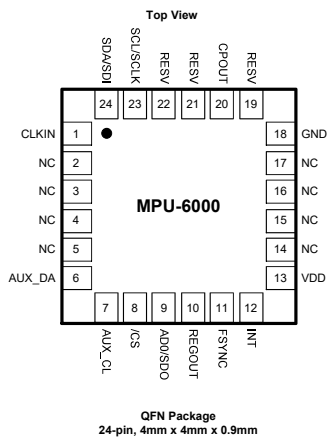 Top View
SDA/SDI
SCL/SCLK
RESV
RESV
CPOUT
RESV
24 23 22 21 20 19
CLKIN 1 18 GND
NC 2 17 NC
NC 3 16 NC
MPU-6000
NC 4 15 NC
NC 5 14 NC
AUX_DA 6 13 VDD
7 8 9 10 11 12
AUX_CL
/CS
AD0/SDO
REGOUT
FSYNC
INT
QFN Package
24-pin, 4mm x 4mm x 0.9mm